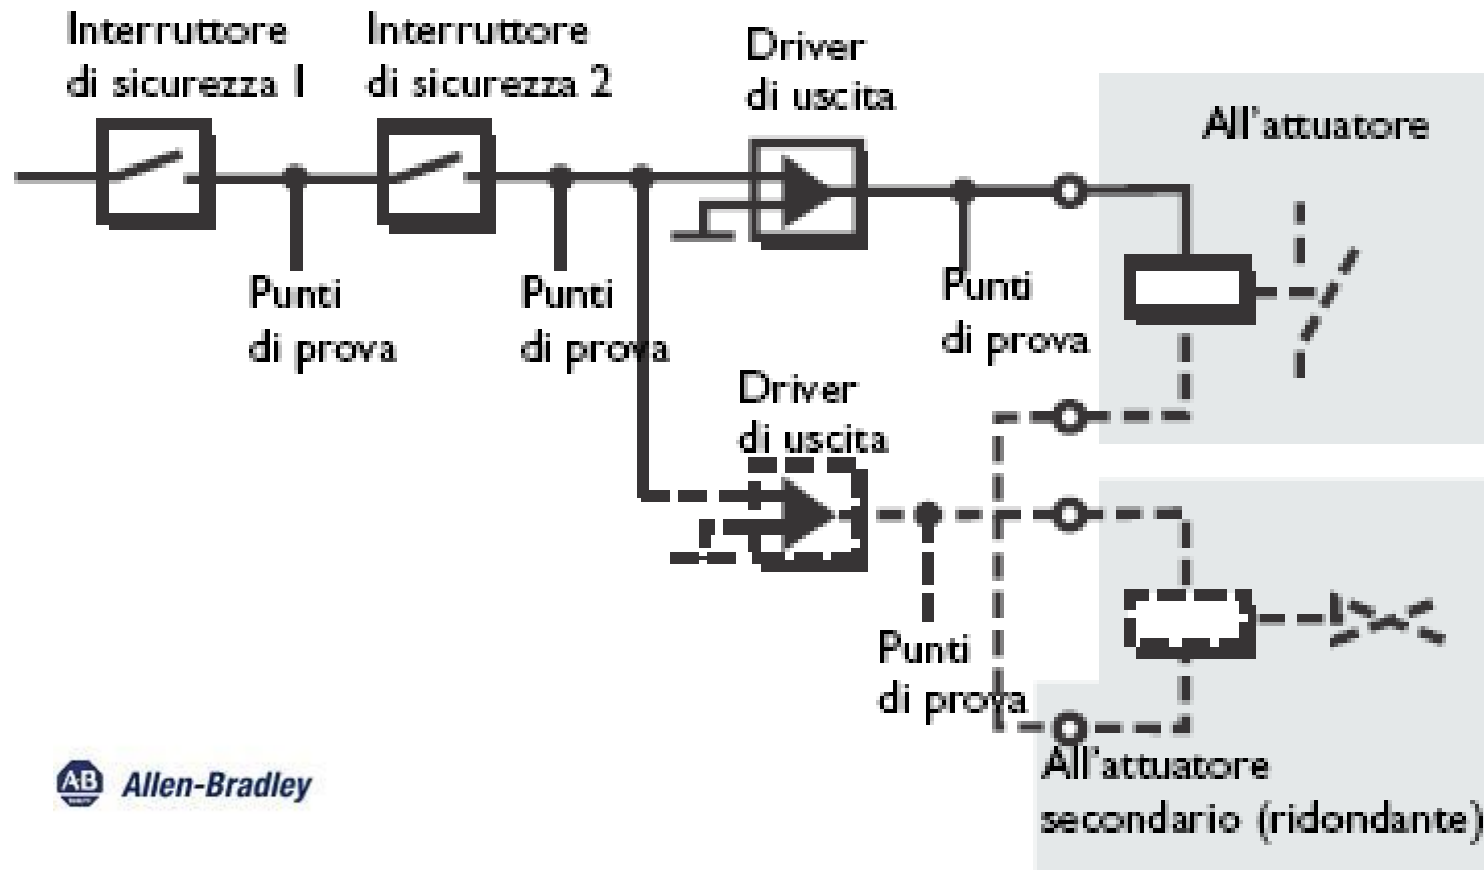 Interruttore
di sicurezza 1
Interruttore
di sicurezza 2
Driver
di uscita
All'attuatore
Punti
di prova
Punti
di prova
Punti
di prova
Driver
di uscita
Punti
di prova
All'attuatore
secondario (ridondante)
AB
Allen-Bradley